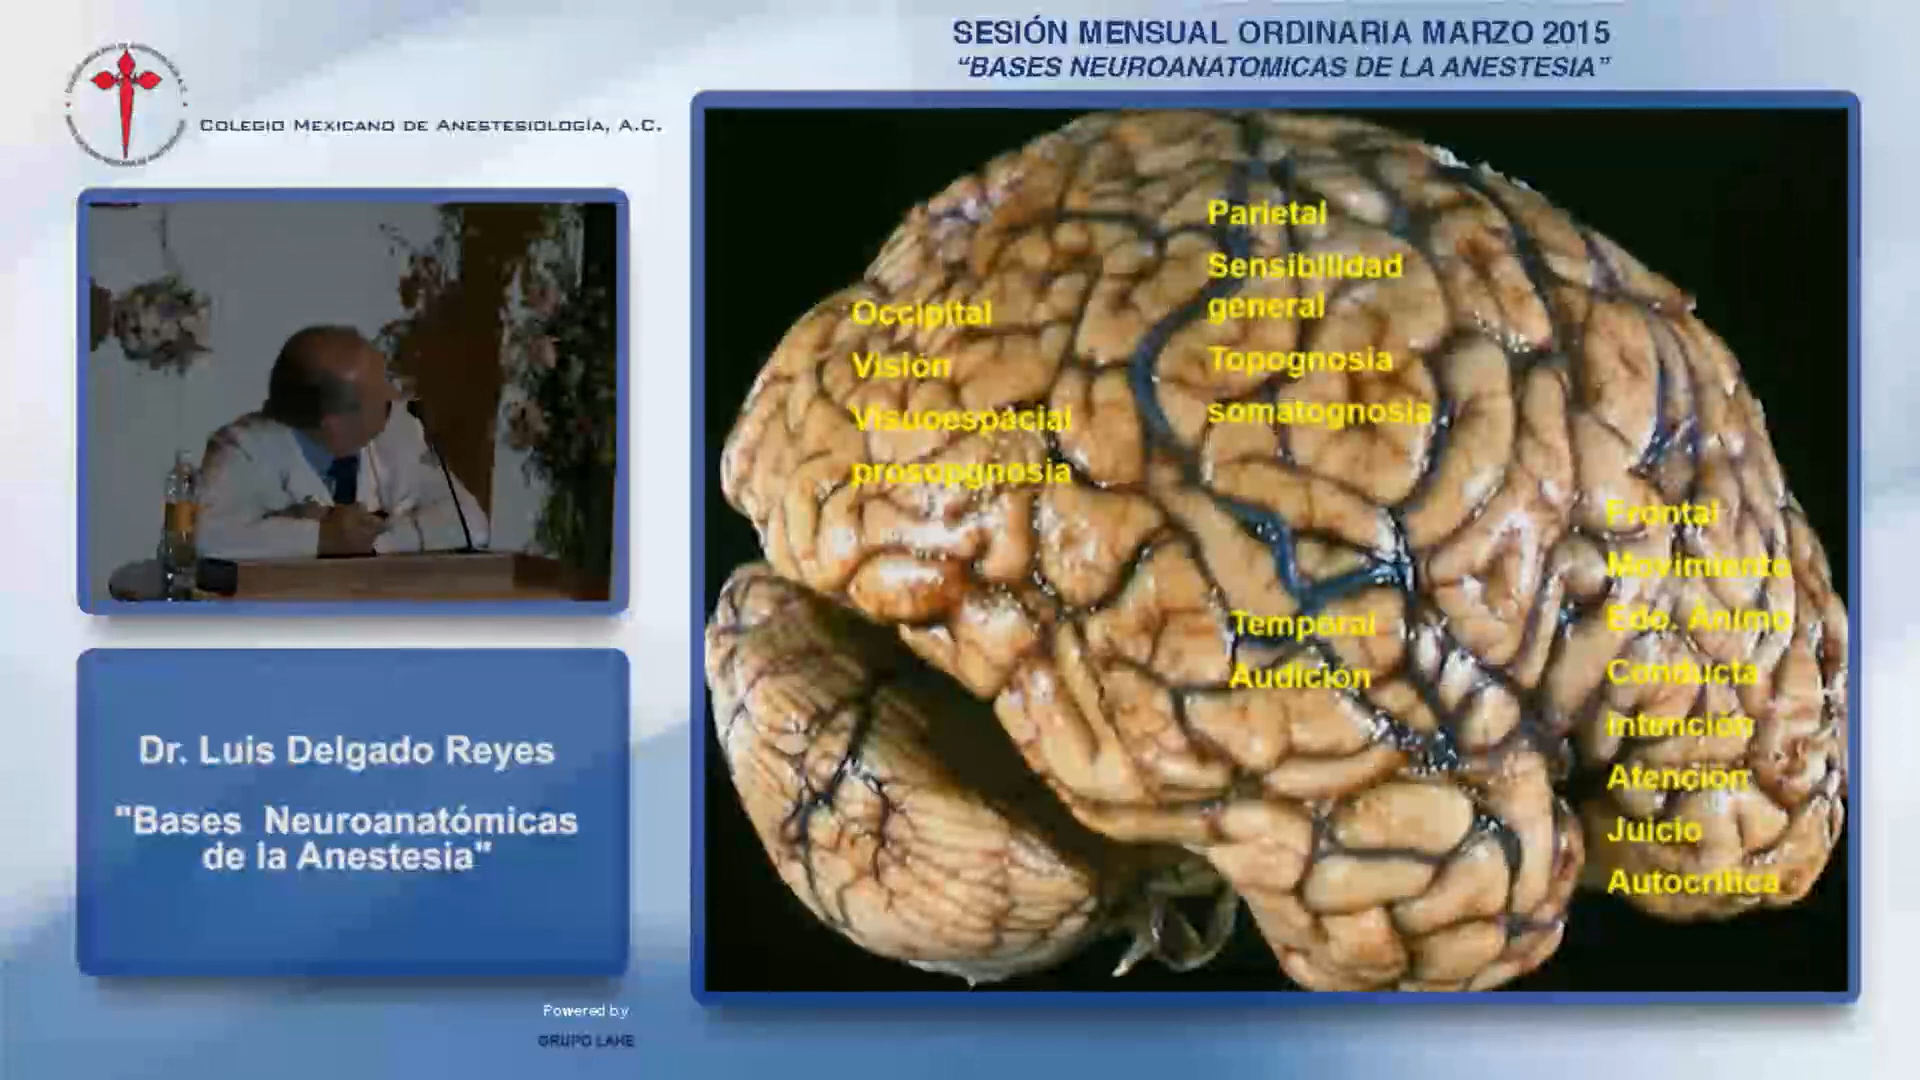 SESIÓN MENSUAL ORDINARIA MARZO 2015
“BASES NEUROANATOMICAS DE LA ANESTESIA”
COLEGIO MEXICANO DE ANESTESIOLOGÍA, A.C.
Dr. Luis Delgado Reyes
"Bases Neuroanatómicas
de la Anestesia"
Powered by
GRUPO LAHE
Occipital
Visión
Visuoespacial
prosopgnosia
Parietal
Sensibilidad
general
Topognosia
somatognosia
Temporal
Audición
Frontal
Movimiento
Edo. Ánimo
Conducta
Intención
Atención
Juicio
Autocrítica